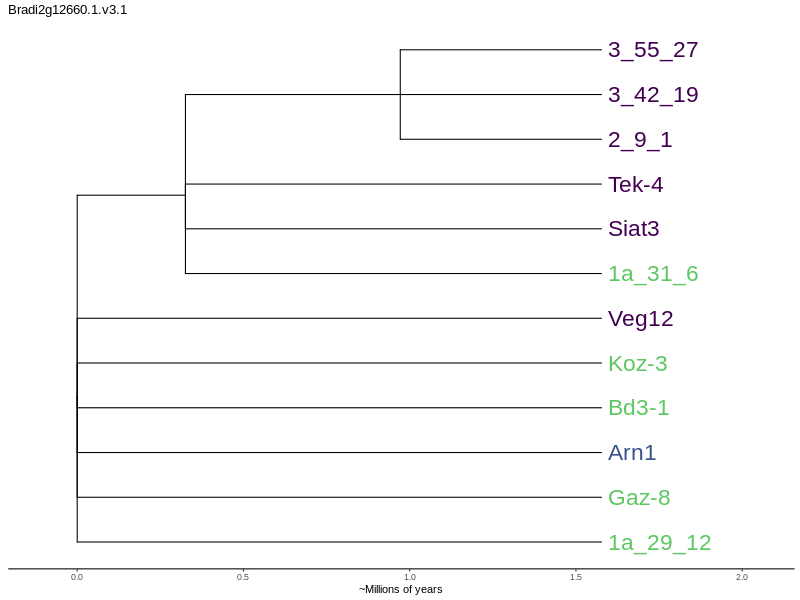 Bradi2g12660.1.v3.1
3_55_27
3_42_19
2_9_1
Tek-4
Siat3
1a_31_6
Veg12
Koz-3
Bd3-1
Arn1
Gaz-8
1a_29_12
0.0 0.5 1.0 1.5 2.0
~Millions of years